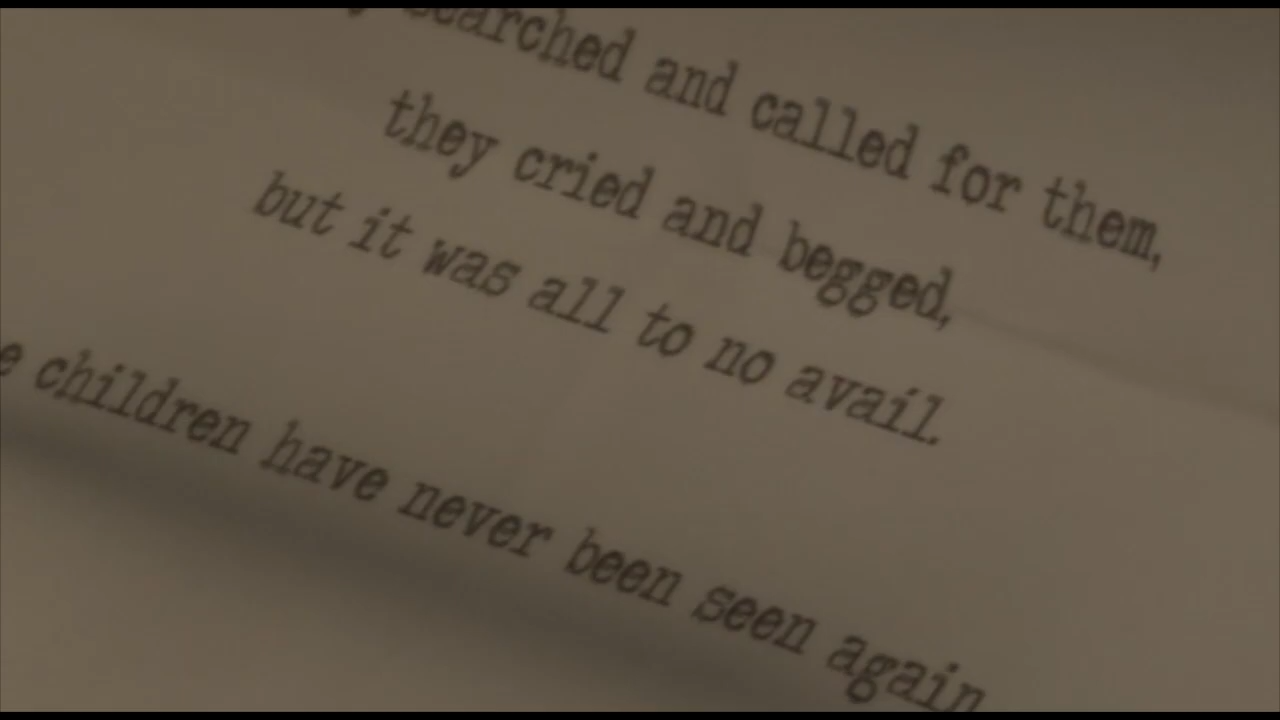 searched and called for them,
they cried and begged,
but it was all to no avail.
children have never been seen again